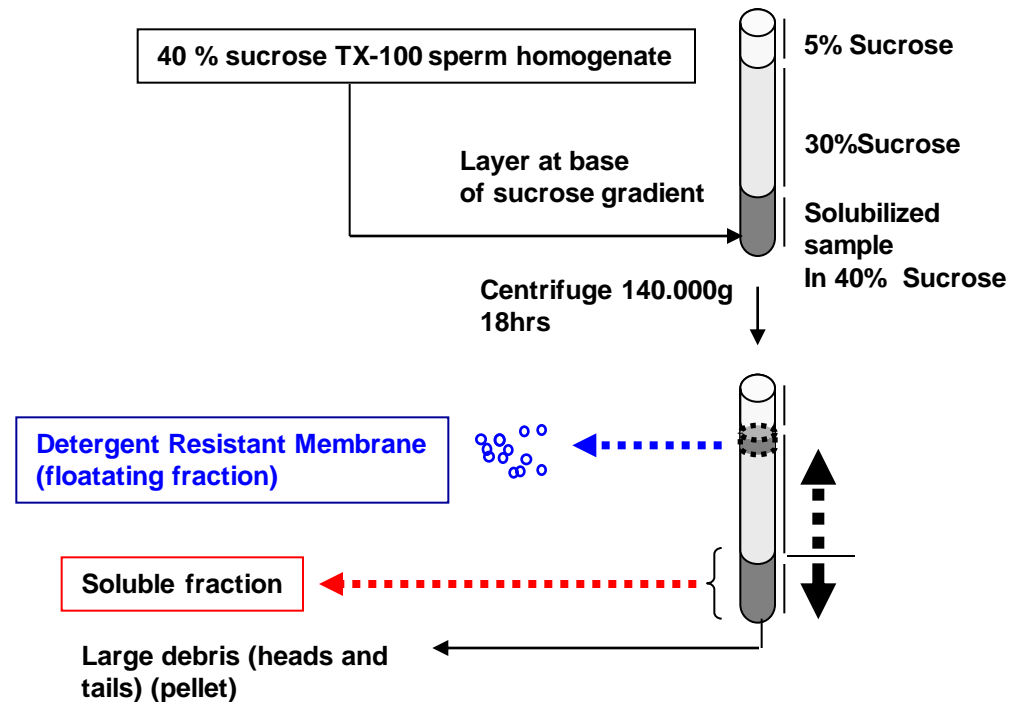 40 % sucrose TX-100 sperm homogenate
5% Sucrose
30%Sucrose
Layer at base
of sucrose gradient
Solubilized
sample
In 40% Sucrose
Centrifuge 140.000g
18hrs
Detergent Resistant Membrane
(floatating fraction)
Soluble fraction
Large debris (heads and
tails) (pellet)